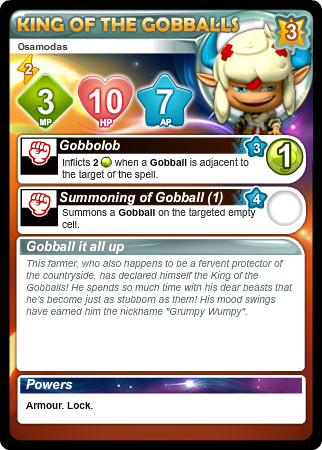 KING OF THE GOBBALLS
3
Osamodas
2
3
MP
10
HP
7
AP
Gobbolob
3
1
Inflicts 2 when a Gobball is adjacent to
the target of the spell.
Summoning of Gobball (1)
4
Summons a Gobball on the targeted empty
cell.
Gobball it all up
This farmer, who also happens to be a fervent protector of
the countryside, has declared himself the King of the
Gobballs! He spends so much time with his dear beasts that
he's become just as stubborn as them! His mood swings
have earned him the nickname "Grumpy Wumpy".
Powers
Armour. Lock.